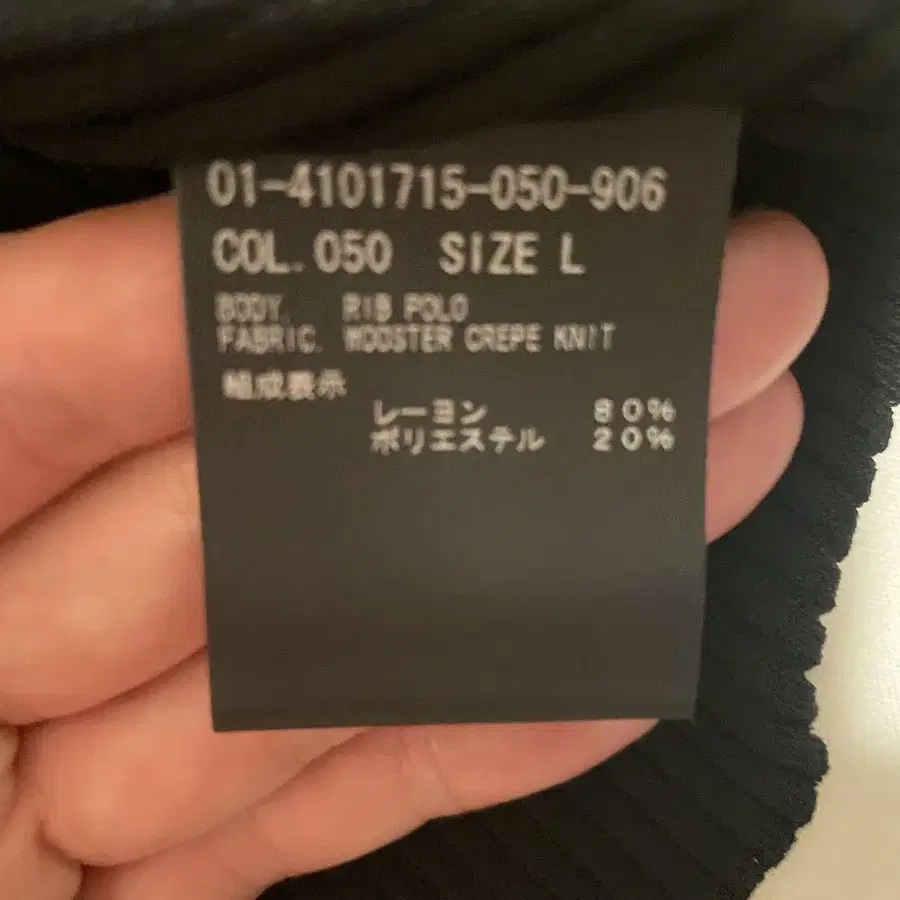 01-4101715-050-906
COL. 050 SIZE L
BODY. RIB POLO
FABRIC. WOOSTER CREPE KNIT
組成表示
レーヨン 80%
ポリエステル 20%